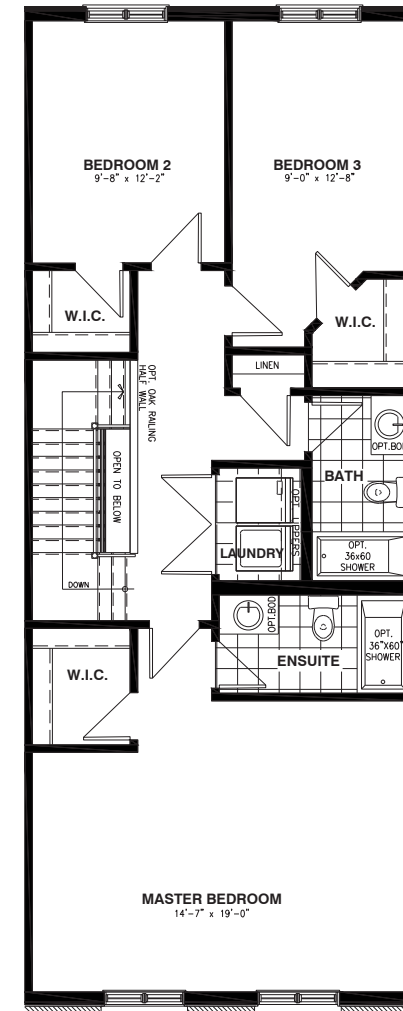 BEDROOM 2
9'-8" x 12'-2"
BEDROOM 3
9'-0" x 12'-8"
W.I.C.
W.I.C.
LINEN
OPT. OAK RAILING
HALF WALL
OPEN TO BELOW
DOWN
BATH
OPT.BOD
OPT. UPPERS
LAUNDRY
OPT.
36x60
SHOWER
OPT.BOD
ENSUITE
OPT.
36"X60"
SHOWER
W.I.C.
MASTER BEDROOM
14'-7" x 19'-0"